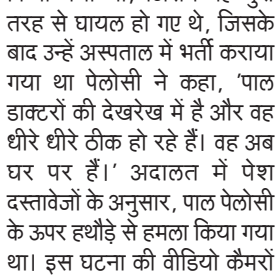 तरह से घायल हो गए थे, जिसके
बाद उन्हें अस्पताल में भर्ती कराया
गया था पेलोसी ने कहा, 'पाल
डाक्टरों की देखरेख में है और वह
धीरे धीरे ठीक हो रहे हैं। वह अब
घर पर हैं।' अदालत में पेश
दस्तावेजों के अनुसार, पाल पेलोसी
के ऊपर हथौड़े से हमला किया गया
था। इस घटना की वीडियो कैमरों